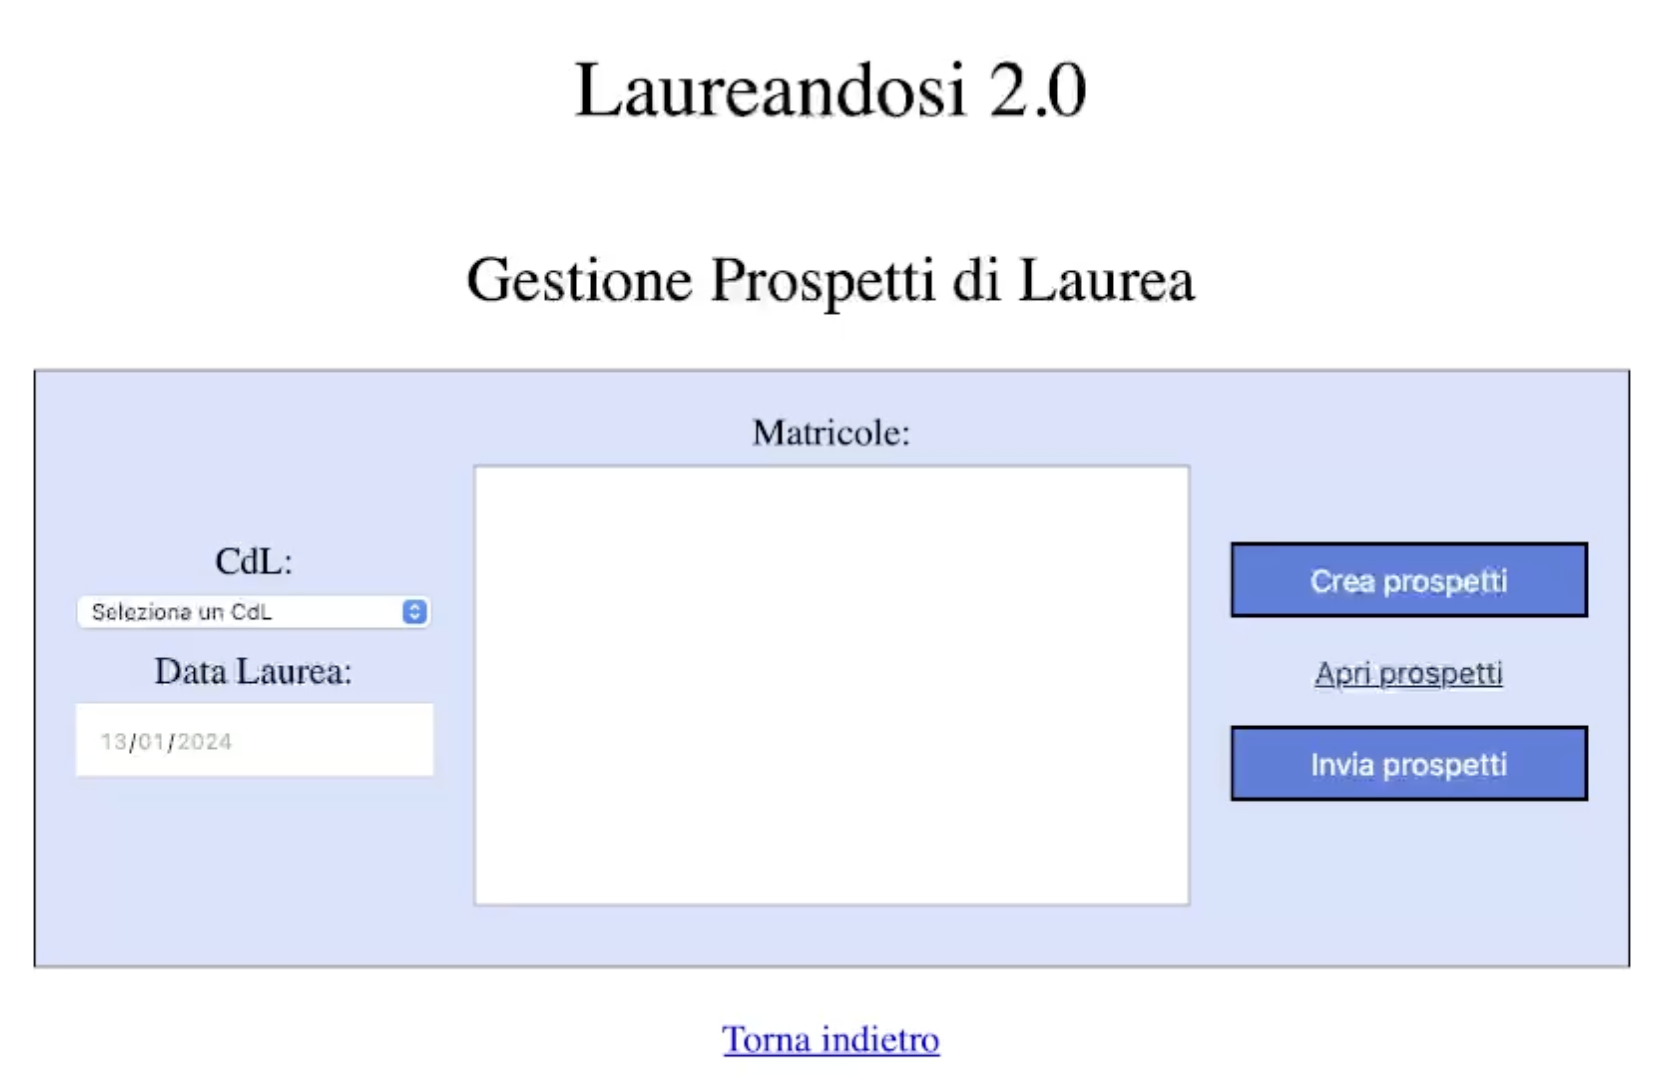 Laureandosi 2.0
Gestione Prospetti di Laurea
Matricole:
CdL:
Seleziona un CdL
Data Laurea:
13/01/2024
Crea prospetti
Apri prospetti
Invia prospetti
Torna indietro